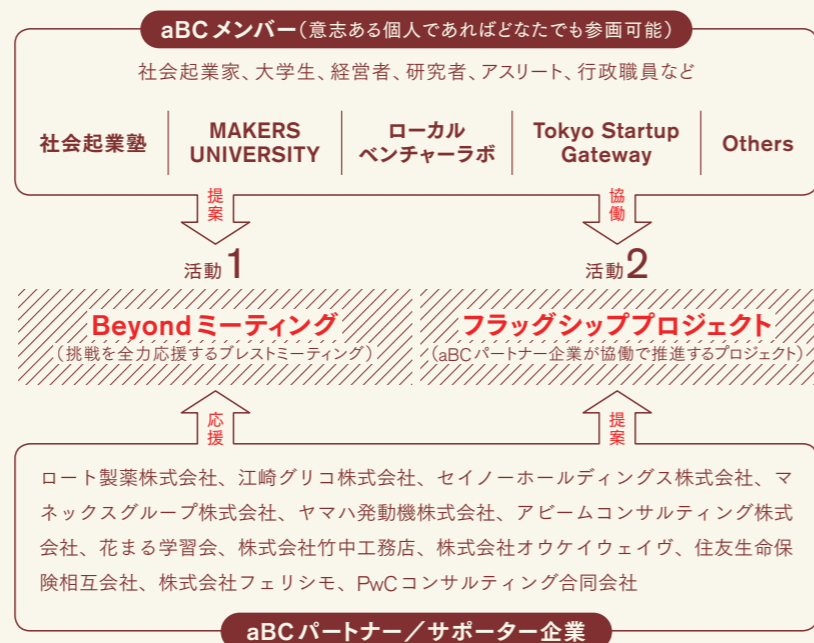 aBCメンバー(意志ある個人であればどなたでも参画可能)
社会起業家、大学生、経営者、研究者、アスリート、行政職員など
社会起業塾
MAKERS
UNIVERSITY
ローカル
ベンチャーラボ
Tokyo Startup
Gateway
Others
提案
協働
活動1
活動2
Beyondミーティング
(挑戦を全力応援するブレストミーティング)
フラッグシッププロジェクト
(aBCパートナー企業が協働で推進するプロジェクト)
応援
提案
ロート製薬株式会社、江崎グリコ株式会社、セイノーホールディングス株式会社、マ
ネックスグループ株式会社、ヤマハ発動機株式会社、アビームコンサルティング株式
会社、花まる学習会、株式会社竹中工務店、株式会社オウケイウェイヴ、住友生命保
険相互会社、株式会社フェリシモ、PwCコンサルティング合同会社
aBCパートナー/サポーター企業